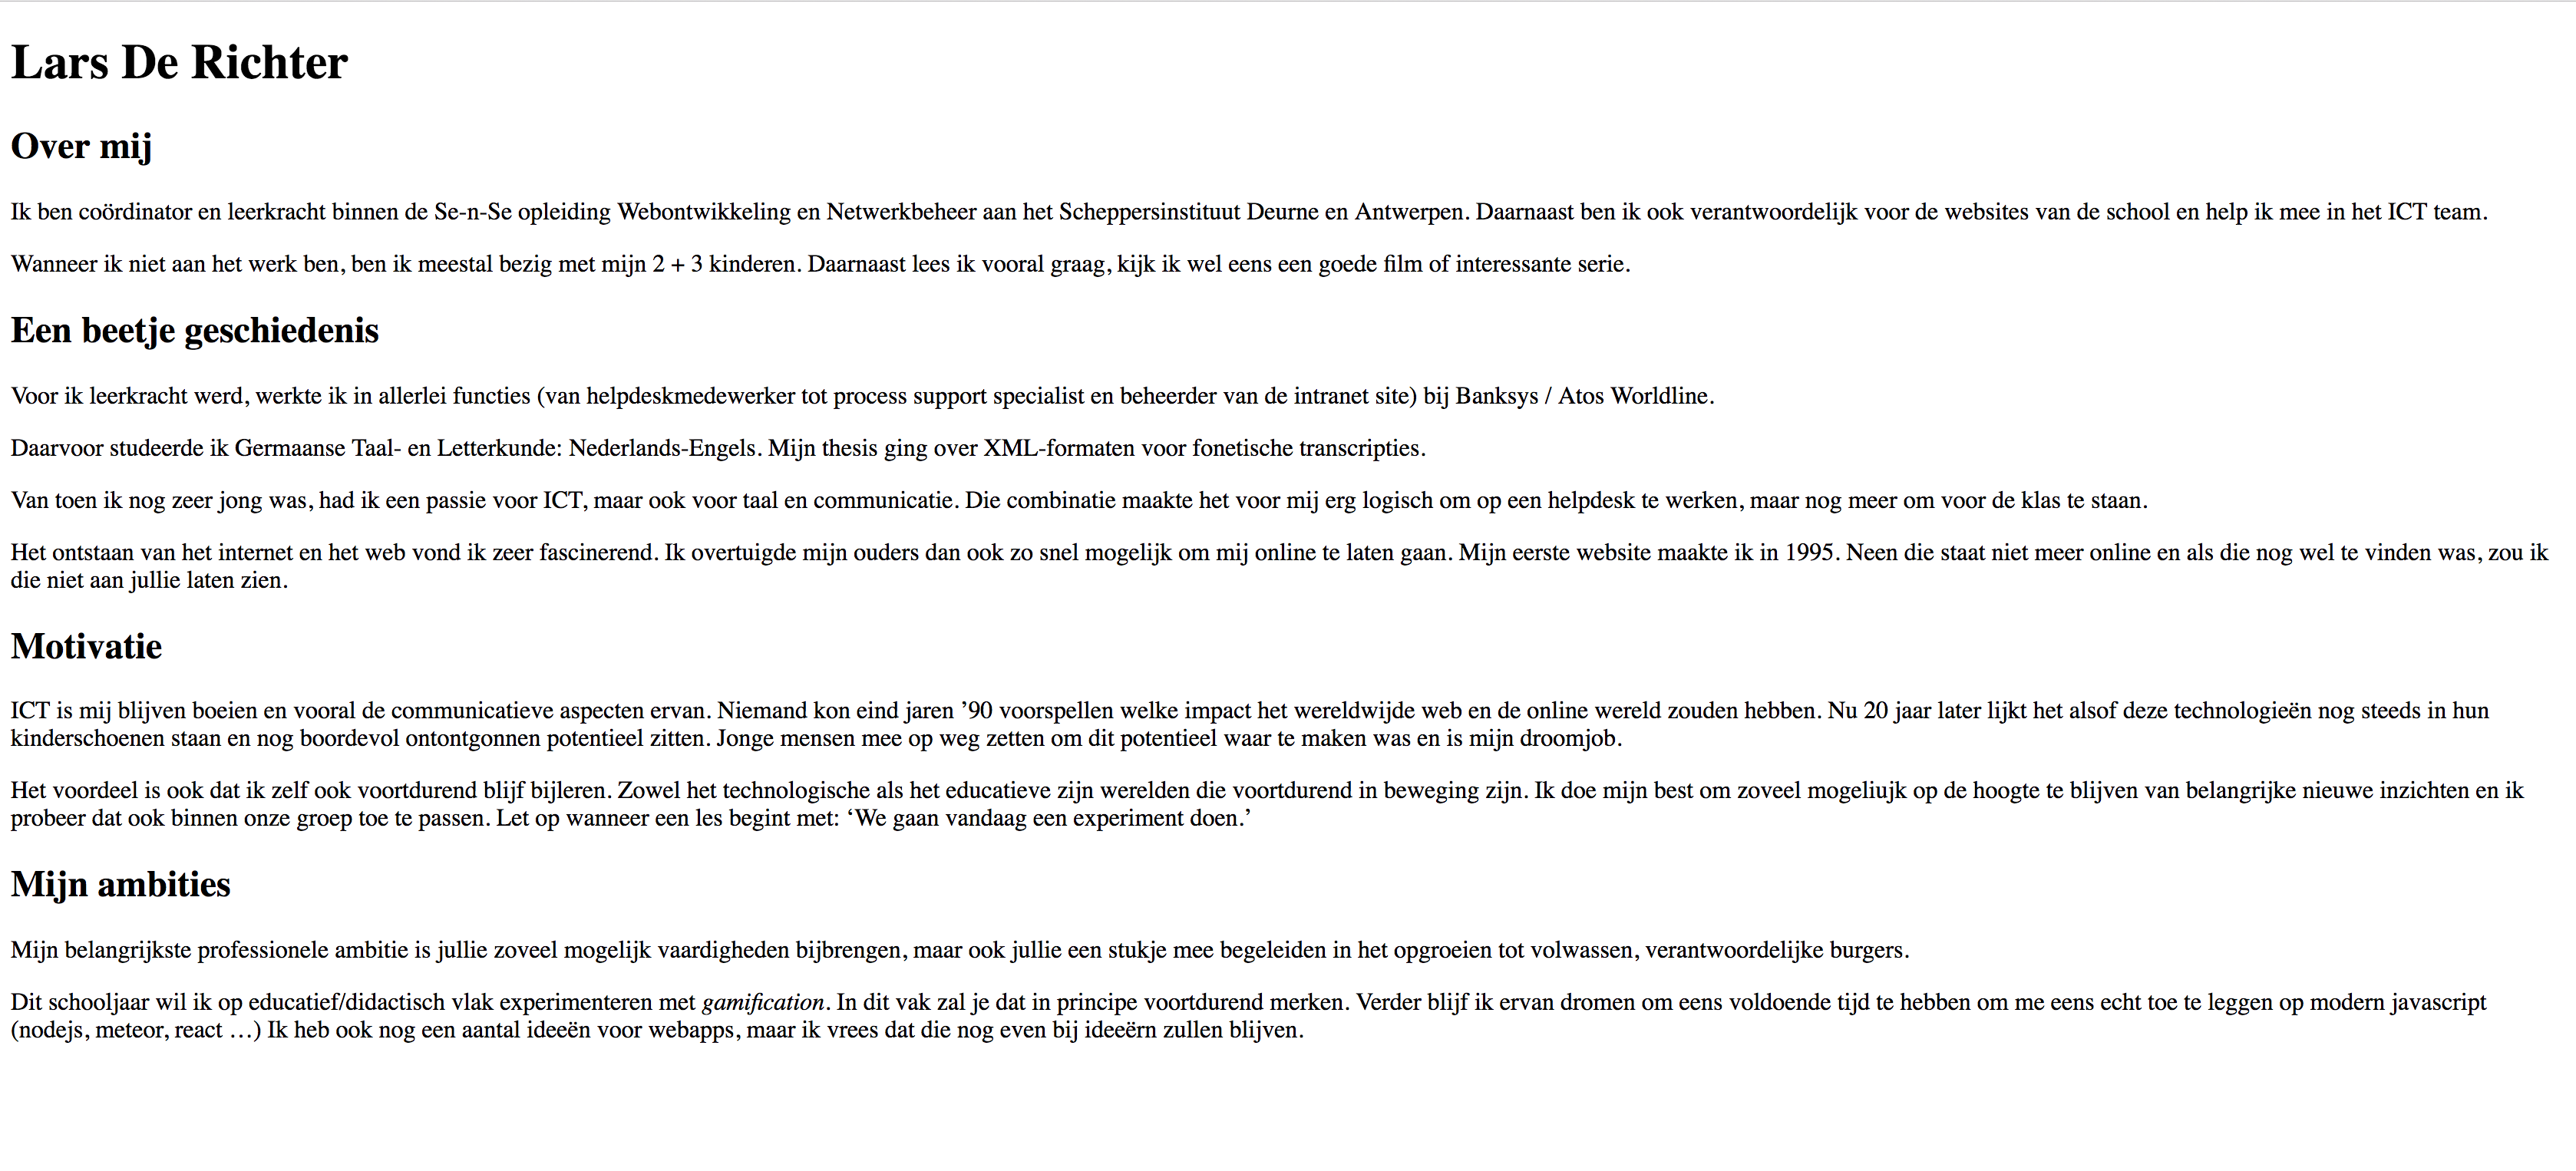 Lars De Richter
Over mij
Ik ben coördinator en leerkracht binnen de Se-n-Se opleiding Webontwikkeling en Netwerkbeheer aan het Scheppersinstituut Deurne en Antwerpen. Daarnaast ben ik ook verantwoordelijk voor de websites van de school en help ik mee in het ICT team.
Wanneer ik niet aan het werk ben, ben ik meestal bezig met mijn 2 + 3 kinderen. Daarnaast lees ik vooral graag, kijk ik wel eens een goede film of interessante serie.
Een beetje geschiedenis
Voor ik leerkracht werd, werkte ik in allerlei functies (van helpdeskmedewerker tot process support specialist en beheerder van de intranet site) bij Banksys / Atos Worldline.
Daarvoor studeerde ik Germaanse Taal- en Letterkunde: Nederlands-Engels. Mijn thesis ging over XML-formaten voor fonetische transcripties.
Van toen ik nog zeer jong was, had ik een passie voor ICT, maar ook voor taal en communicatie. Die combinatie maakte het voor mij erg logisch om op een helpdesk te werken, maar nog meer om voor de klas te staan.
Het ontstaan van het internet en het web vond ik zeer fascinerend. Ik overtuigde mijn ouders dan ook zo snel mogelijk om mij online te laten gaan. Mijn eerste website maakte ik in 1995. Neen die staat niet meer online en als die nog wel te vinden was, zou ik
die niet aan jullie laten zien.
Motivatie
ICT is mij blijven boeien en vooral de communicatieve aspecten ervan. Niemand kon eind jaren ’90 voorspellen welke impact het wereldwijde web en de online wereld zouden hebben. Nu 20 jaar later lijkt het alsof deze technologieën nog steeds in hun
kinderschoenen staan en nog boordevol ontontgonnen potentieel zitten. Jonge mensen mee op weg zetten om dit potentieel waar te maken was en is mijn droomjob.
Het voordeel is ook dat ik zelf ook voortdurend blijf bijleren. Zowel het technologische als het educatieve zijn werelden die voortdurend in beweging zijn. Ik doe mijn best om zoveel mogeliujk op de hoogte te blijven van belangrijke nieuwe inzichten en ik
probeer dat ook binnen onze groep toe te passen. Let op wanneer een les begint met: ‘We gaan vandaag een experiment doen.’
Mijn ambities
Mijn belangrijkste professionele ambitie is jullie zoveel mogelijk vaardigheden bijbrengen, maar ook jullie een stukje mee begeleiden in het opgroeien tot volwassen, verantwoordelijke burgers.
Dit schooljaar wil ik op educatief/didactisch vlak experimenteren met gamification. In dit vak zal je dat in principe voortdurend merken. Verder blijf ik ervan dromen om eens voldoende tijd te hebben om me eens echt toe te leggen op modern javascript
(nodejs, meteor, react …) Ik heb ook nog een aantal ideeën voor webapps, maar ik vrees dat die nog even bij ideeërn zullen blijven.